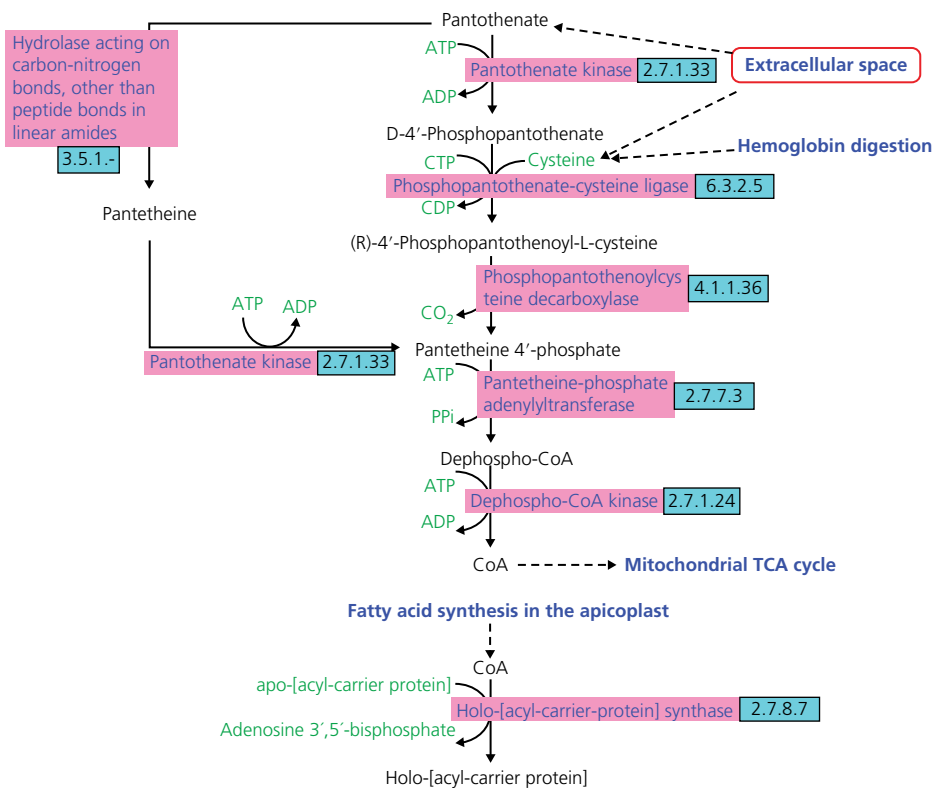 Pantothenate
Hydrolase acting on
carbon-nitrogen
bonds, other than
peptide bonds in
linear amides
3.5.1.-
ATP
Pantothenate kinase 2.7.1.33
ADP
Extracellular space
D-4′-Phosphopantothenate
CTP
Cysteine
Hemoglobin digestion
Phosphopantothenate-cysteine ligase 6.3.2.5
CDP
Pantetheine
(R)-4′-Phosphopantothenoyl-L-cysteine
Phosphopantothenoylcys
teine decarboxylase
4.1.1.36
CO2
ATP ADP
Pantothenate kinase 2.7.1.33
Pantetheine 4′-phosphate
ATP
Pantetheine-phosphate
adenylyltransferase
2.7.7.3
PPi
Dephospho-CoA
ATP
Dephospho-CoA kinase 2.7.1.24
ADP
CoA
Mitochondrial TCA cycle
Fatty acid synthesis in the apicoplast
CoA
apo-[acyl-carrier protein]
Holo-[acyl-carrier-protein] synthase 2.7.8.7
Adenosine 3´,5´-bisphosphate
Holo-[acyl-carrier protein]